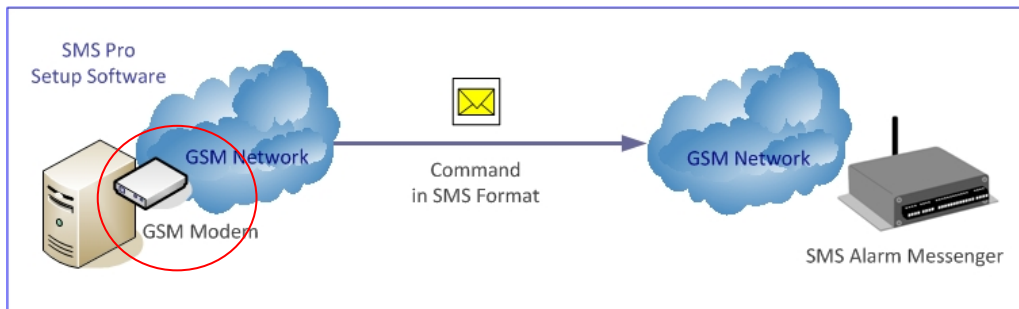 SMS Pro
Setup Software
GSM Network
GSM Modem
Command
in SMS Format
GSM Network
SMS Alarm Messenger